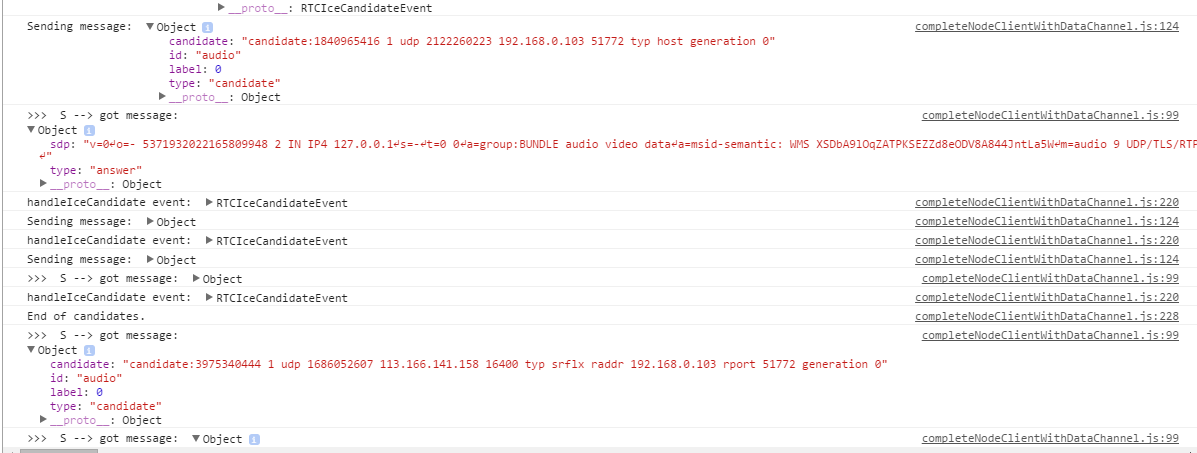 __proto__: RTCIceCandidateEvent
Sending message: Object completeNodeClientWithDataChannel.js:124
candidate: "candidate:1840965416 1 udp 2122260223 192.168.0.103 51772 typ host generation 0"
id: "audio"
label: 0
type: "candidate"
__proto__: Object
>>> S --> got message: completeNodeClientWithDataChannel.js:99
Object
sdp: "v=0↵o=- 5371932022165809948 2 IN IP4 127.0.0.1↵s=-↵t=0 0↵a=group:BUNDLE audio video data↵a=msid-semantic: WMS XSDbA9lOqZATPKSEZZd8eODV8A844JntLa5W↵m=audio 9 UDP/TLS/RTP
↵"
type: "answer"
__proto__: Object
handleIceCandidate event: RTCIceCandidateEvent completeNodeClientWithDataChannel.js:220
Sending message: Object completeNodeClientWithDataChannel.js:124
handleIceCandidate event: RTCIceCandidateEvent completeNodeClientWithDataChannel.js:220
Sending message: Object completeNodeClientWithDataChannel.js:124
>>> S --> got message: Object completeNodeClientWithDataChannel.js:99
handleIceCandidate event: RTCIceCandidateEvent completeNodeClientWithDataChannel.js:220
End of candidates. completeNodeClientWithDataChannel.js:228
>>> S --> got message: completeNodeClientWithDataChannel.js:99
Object
candidate: "candidate:3975340444 1 udp 1686052607 113.166.141.158 16400 typ srflx raddr 192.168.0.103 rport 51772 generation 0"
id: "audio"
label: 0
type: "candidate"
__proto__: Object
>>> S --> got message: Object completeNodeClientWithDataChannel.js:99